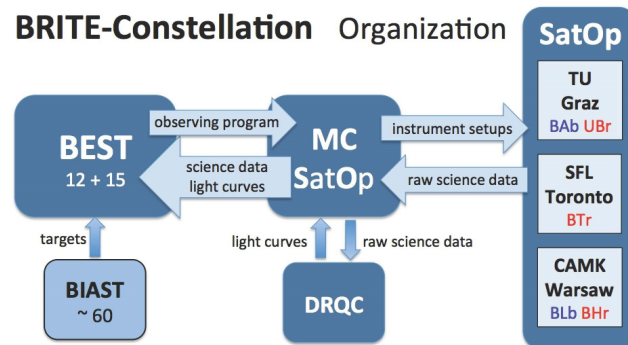 BRITE-Constellation Organization
SatOp
TU
Graz
BAb UBr
SFL
Toronto
BTr
CAMK
Warsaw
BLb BHr
BEST
12 + 15
observing program
science data
light curves
MC
SatOp
instrument setups
raw science data
targets
light curves
raw science data
BIAST
~ 60
DRQC